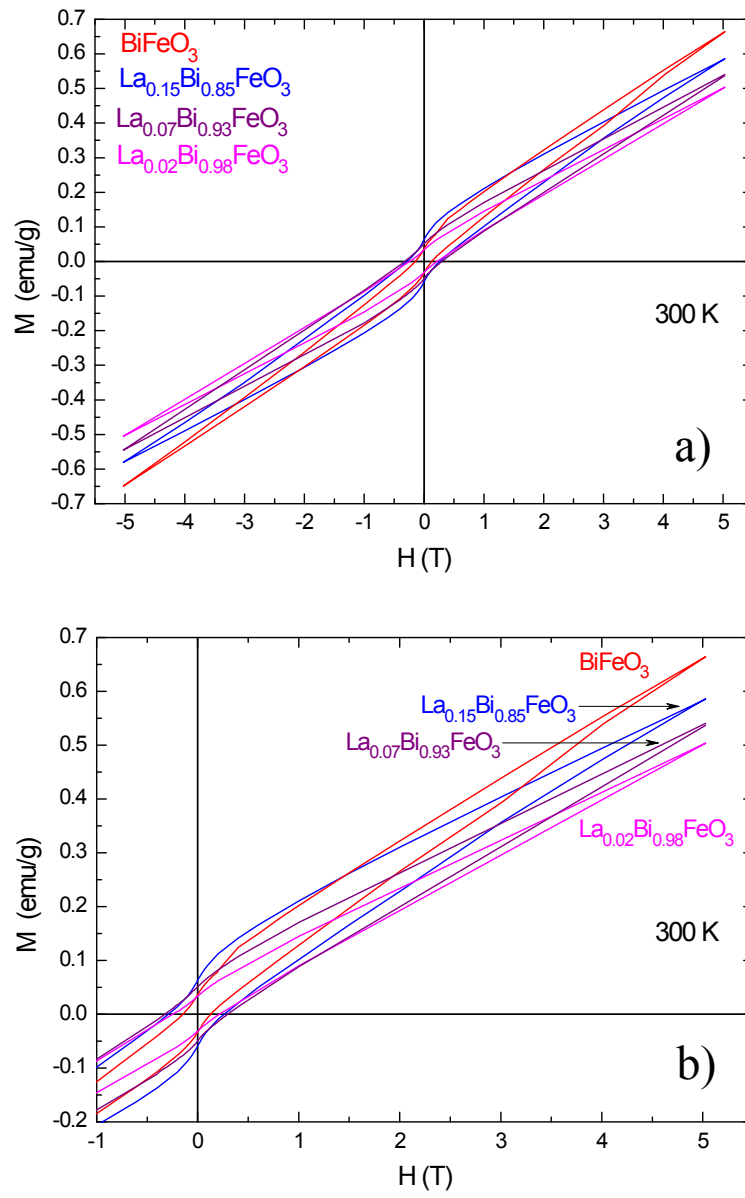 0.7
0.6
0.5
0.4
0.3
0.2
0.1
0.0
-0.1
-0.2
-0.3
-0.4
-0.5
-0.6
-0.7
M (emu/g)
BiFeO₃
La₀.₁₅Bi₀.₈₅FeO₃
La₀.₀₇Bi₀.₉₃FeO₃
La₀.₀₂Bi₀.₉₈FeO₃
300 K
a)
-5 -4 -3 -2 -1 0 1 2 3 4 5
H (T)
0.7
0.6
0.5
0.4
0.3
0.2
0.1
0.0
-0.1
-0.2
M (emu/g)
BiFeO₃
La₀.₁₅Bi₀.₈₅FeO₃
La₀.₀₇Bi₀.₉₃FeO₃
La₀.₀₂Bi₀.₉₈FeO₃
300 K
b)
-1 0 1 2 3 4 5
H (T)